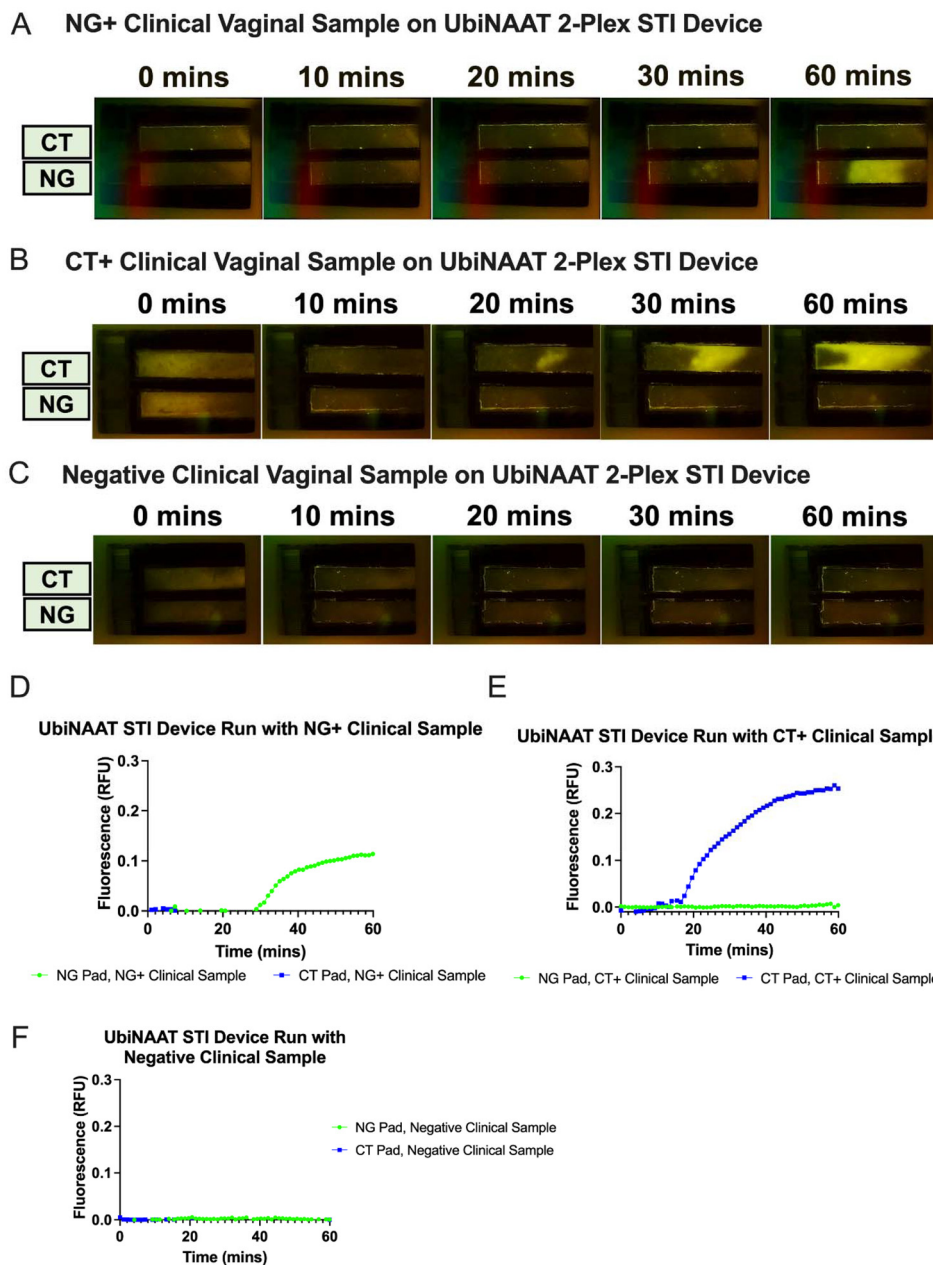 A NG+ Clinical Vaginal Sample on UbiNAAT 2-Plex STI Device
0 mins 10 mins 20 mins 30 mins 60 mins
CT
NG
B CT+ Clinical Vaginal Sample on UbiNAAT 2-Plex STI Device
0 mins 10 mins 20 mins 30 mins 60 mins
CT
NG
C Negative Clinical Vaginal Sample on UbiNAAT 2-Plex STI Device
0 mins 10 mins 20 mins 30 mins 60 mins
CT
NG
D
UbiNAAT STI Device Run with NG+ Clinical Sample
Fluorescence (RFU)
0.3
0.2
0.1
0.0
0 20 40 60
Time (mins)
NG Pad, NG+ Clinical Sample CT Pad, NG+ Clinical Sample
E
UbiNAAT STI Device Run with CT+ Clinical Sampl
Fluorescence (RFU)
0.3
0.2
0.1
0.0
0 20 40 60
Time (mins)
NG Pad, CT+ Clinical Sample CT Pad, CT+ Clinical Sample
F
UbiNAAT STI Device Run with
Negative Clinical Sample
Fluorescence (RFU)
0.3
0.2
0.1
0.0
0 20 40 60
Time (mins)
NG Pad, Negative Clinical Sample
CT Pad, Negative Clinical Sample